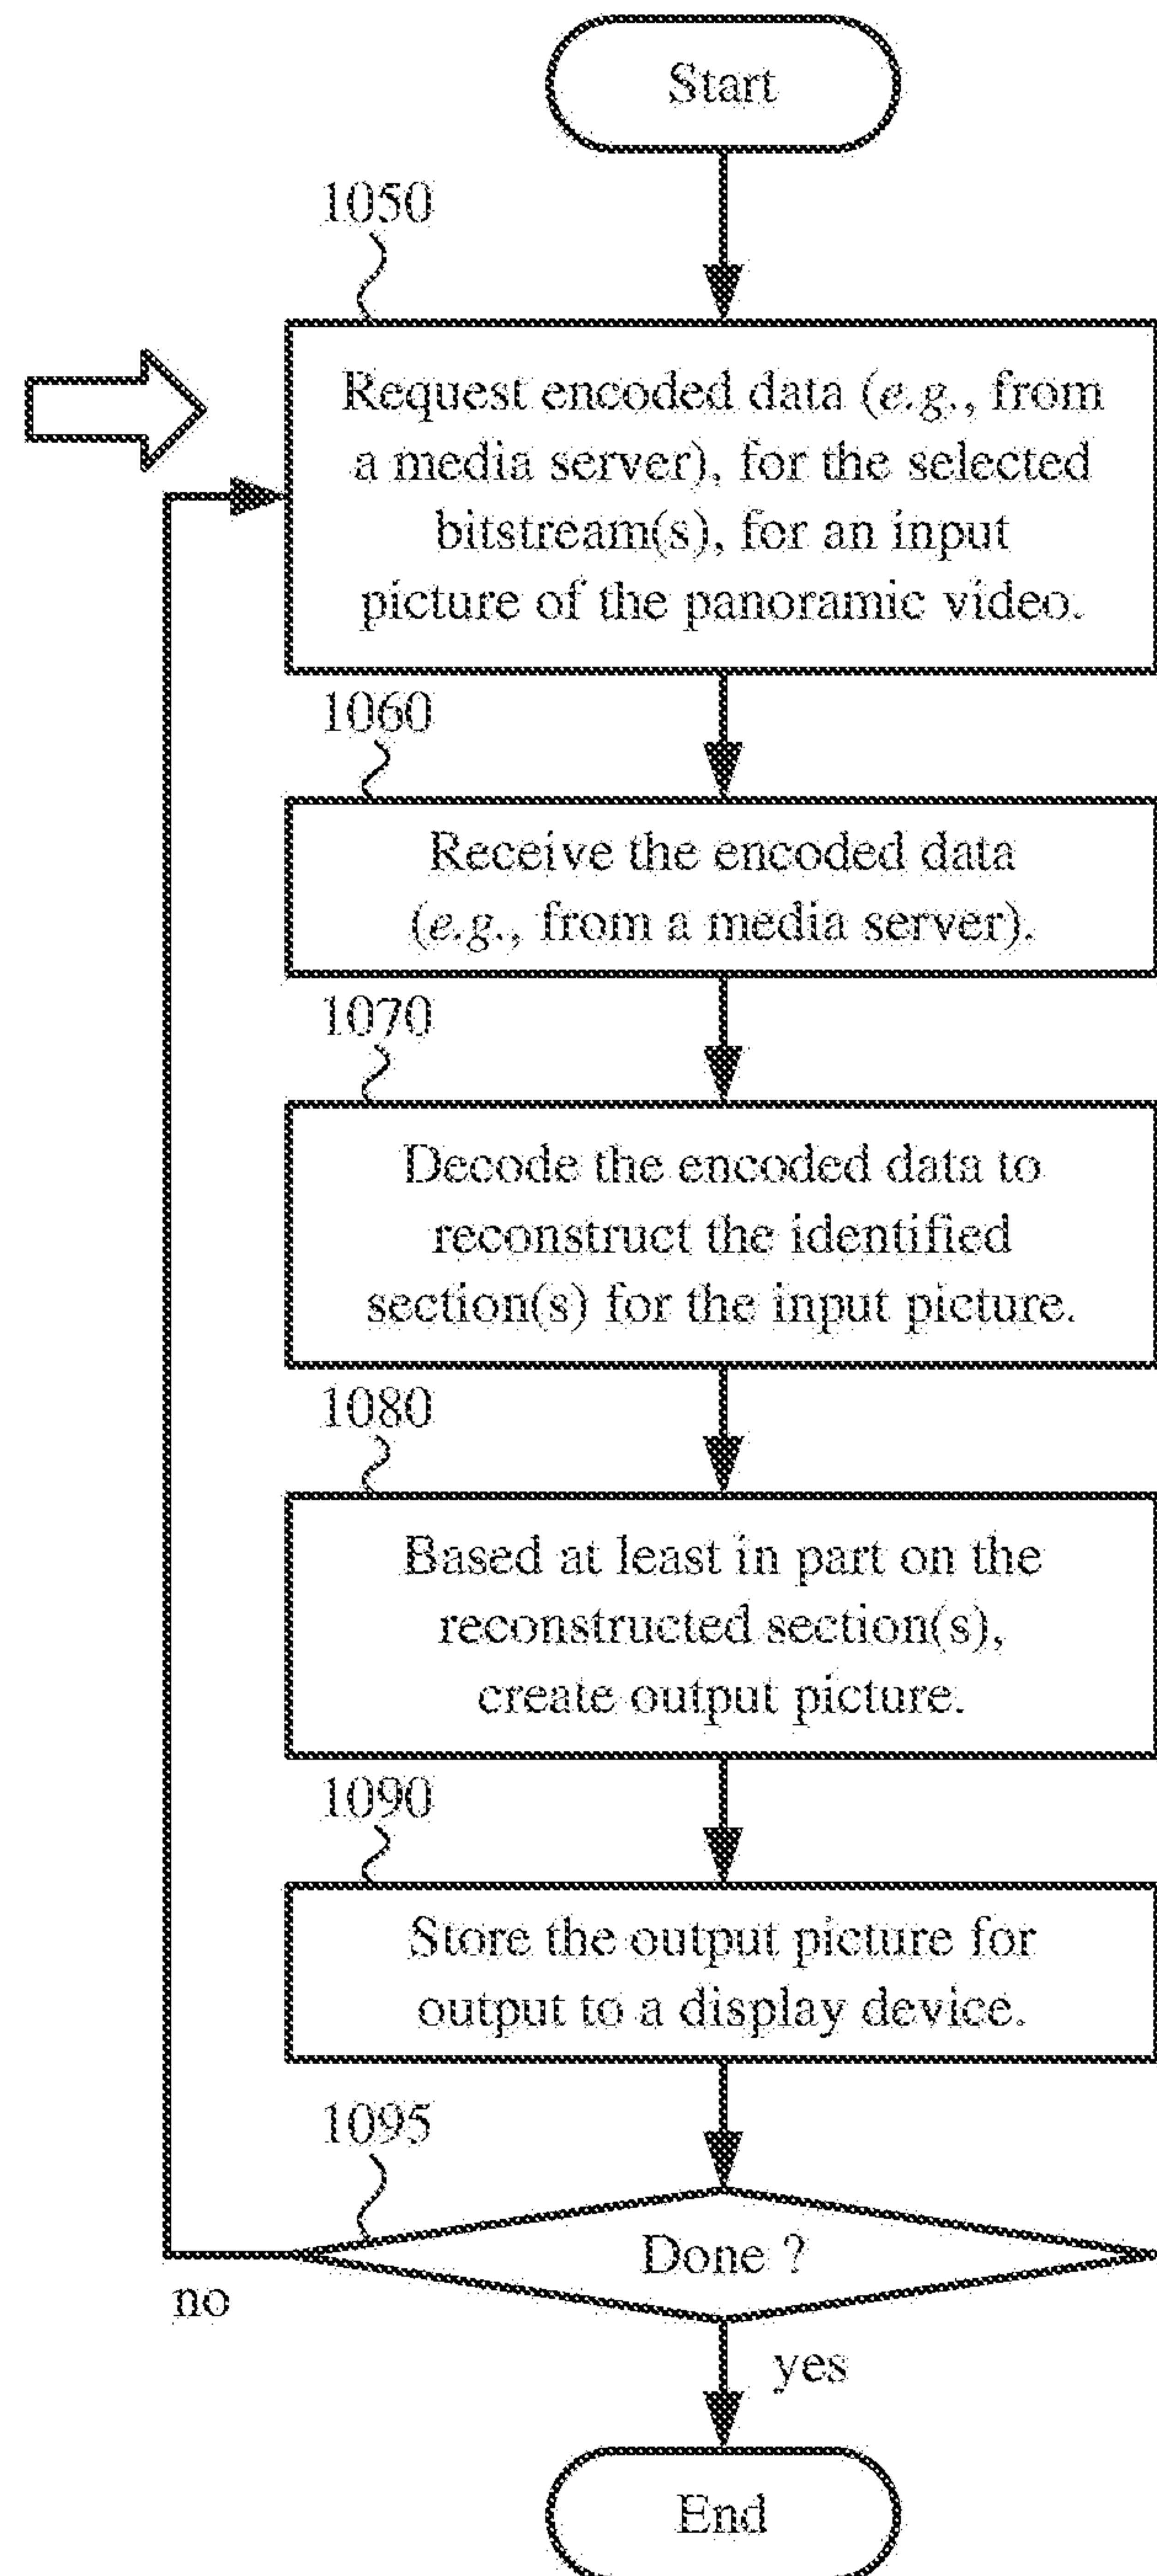 Start
1050
Request encoded data (e.g., from
a media server), for the selected
bitstream(s), for an input
picture of the panoramic video.
1060
Receive the encoded data
(e.g., from a media server).
1070
Decode the encoded data to
reconstruct the identified
section(s) for the input picture.
1080
Based at least in part on the
reconstructed section(s),
create output picture.
1090
Store the output picture for
output to a display device.
1095
Done ?
no
yes
End